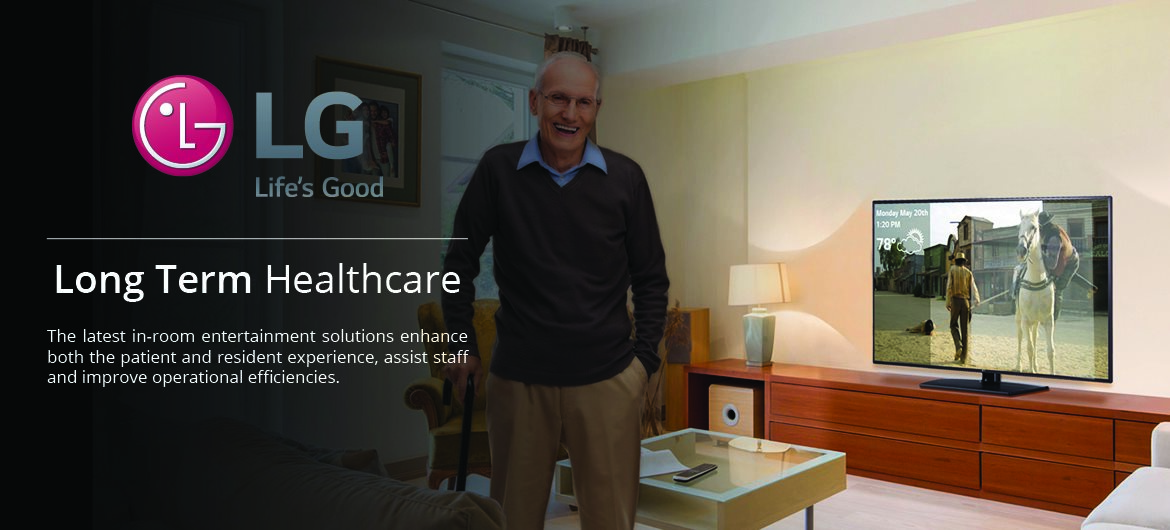 LG
LG
Life's Good
Long Term Healthcare
The latest in-room entertainment solutions enhance
both the patient and resident experience, assist staff
and improve operational efficiencies.
Monday May 20th
1:20 PM
78°